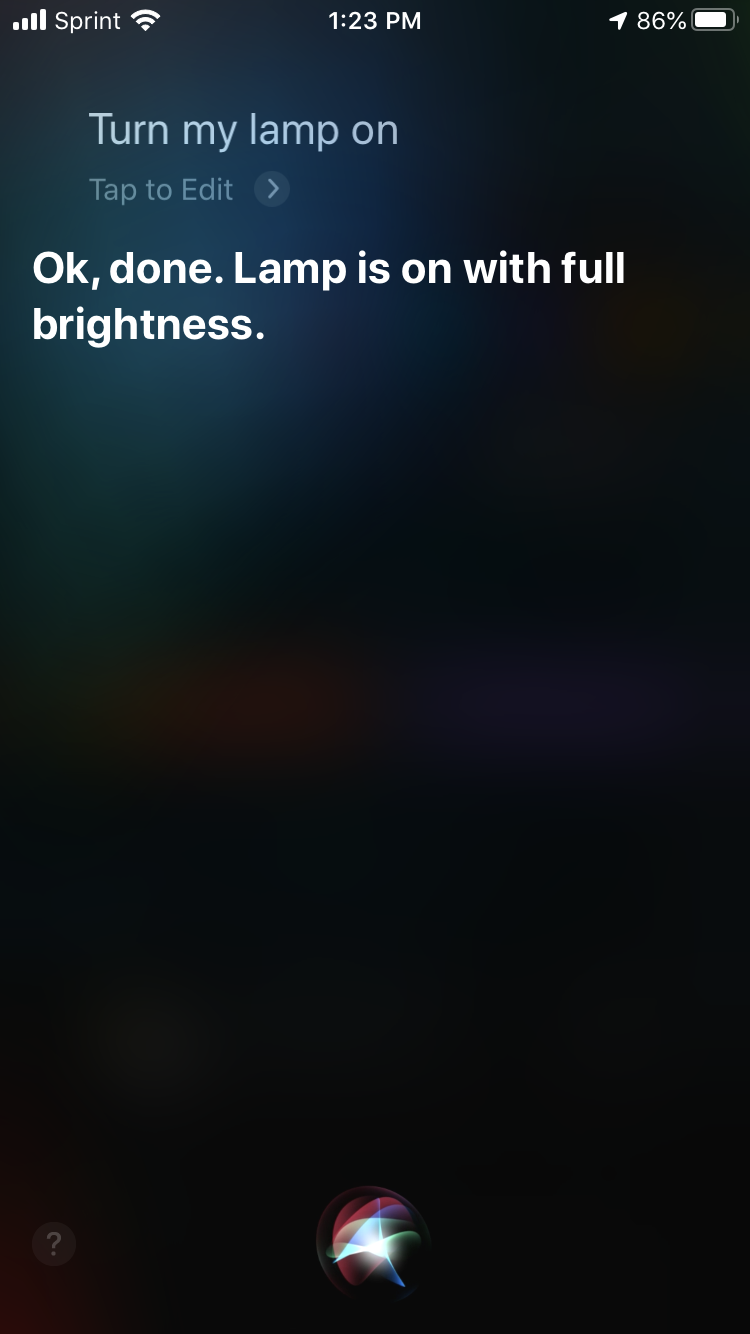 Sprint 1:23 PM 86%
Turn my lamp on
Tap to Edit
Ok, done. Lamp is on with full
brightness.
?